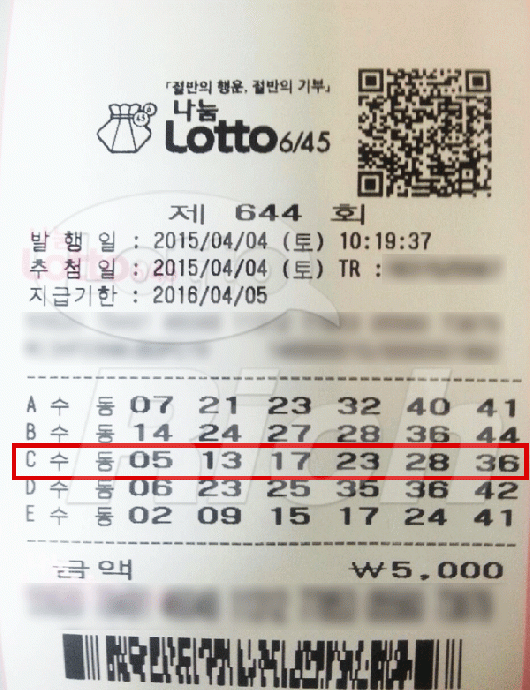 「절반의 행운, 절반의 기부」
나눔
Lotto 6/45
제 644 회
발 행 일 : 2015/04/04 (토) 10:19:37
추 첨 일 : 2015/04/04 (토) TR :
지급기한 : 2016/04/05
A 수 동 07 21 23 32 40 41
B 수 동 14 24 27 28 36 44
C 수 동 05 13 17 23 28 36
D 수 동 06 23 25 35 36 42
E 수 동 02 09 15 17 24 41
금액 ₩5,000
Rich